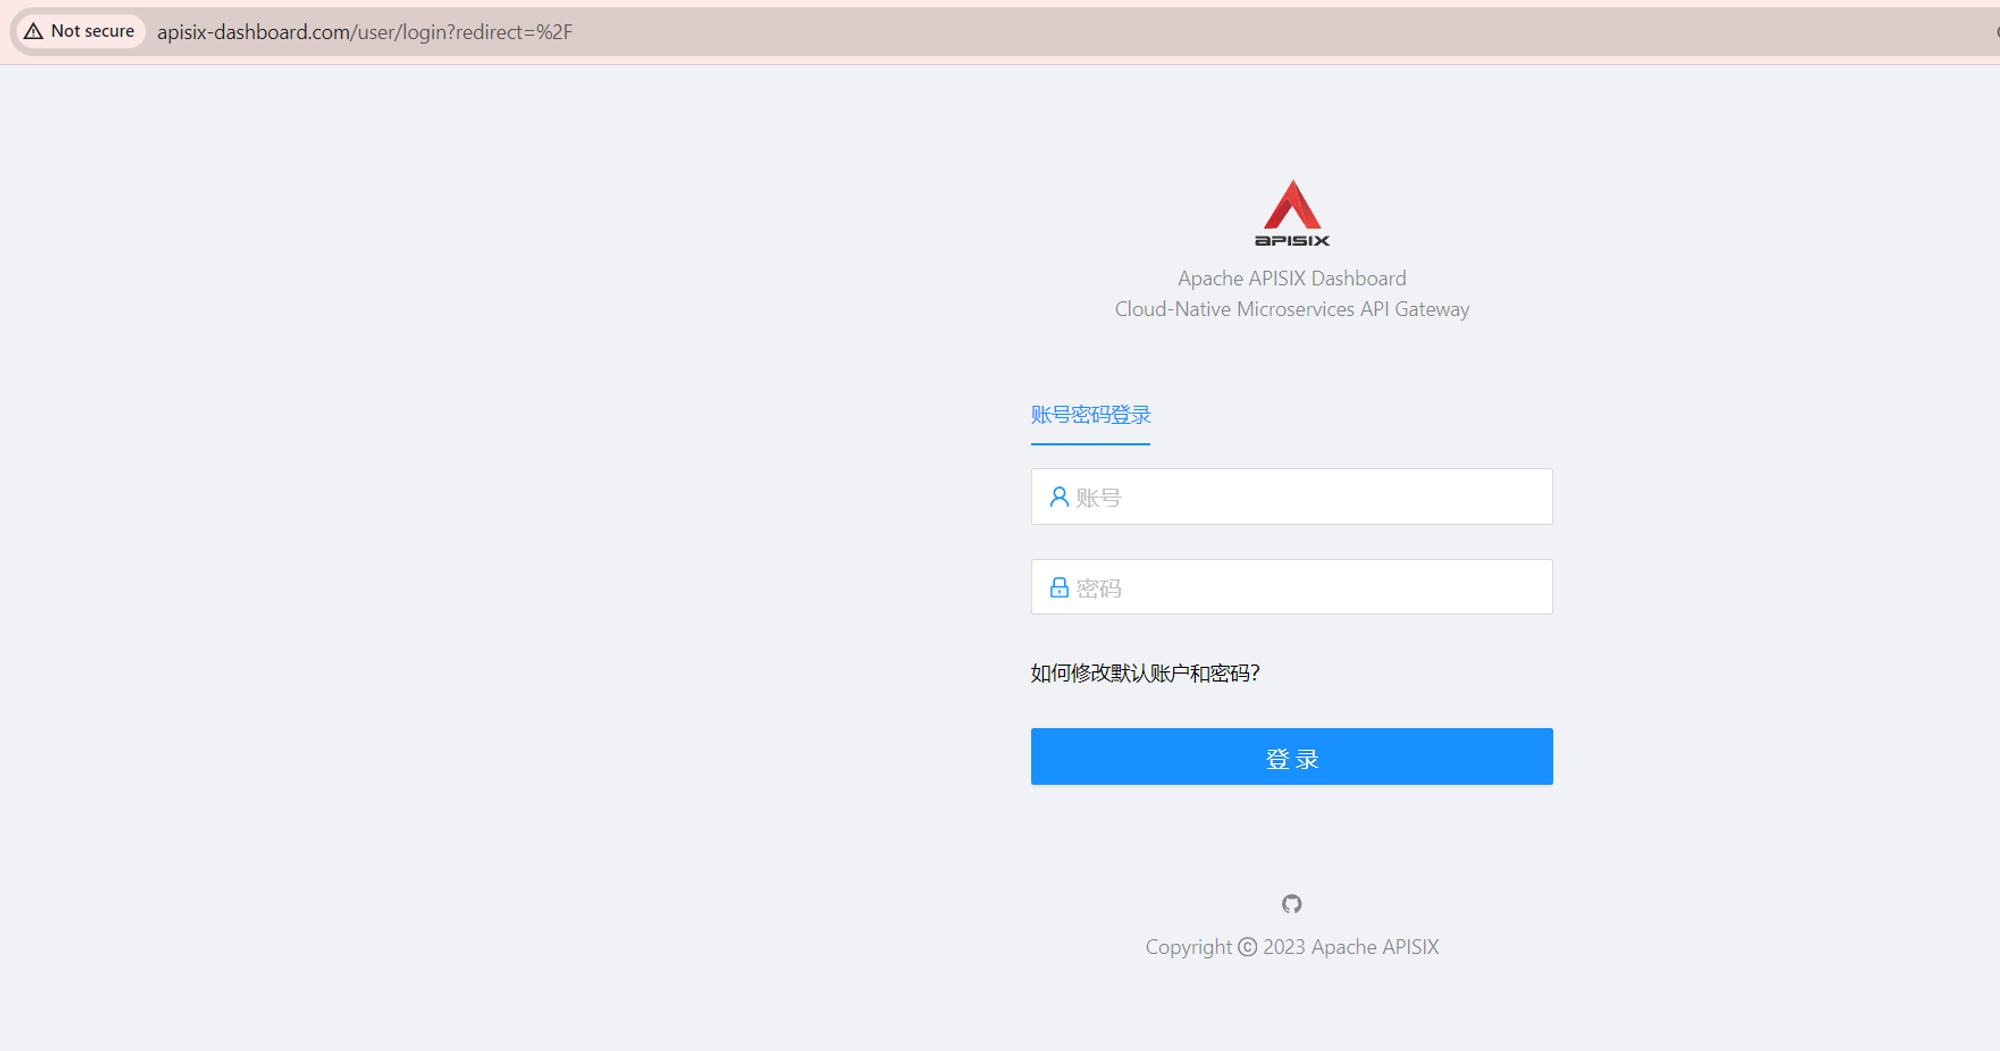 Not secure apisix-dashboard.com/user/login?redirect=%2F
APISIX
Apache APISIX Dashboard
Cloud-Native Microservices API Gateway
账号密码登录
账号
密码
如何修改默认账户和密码?
登 录
Copyright © 2023 Apache APISIX